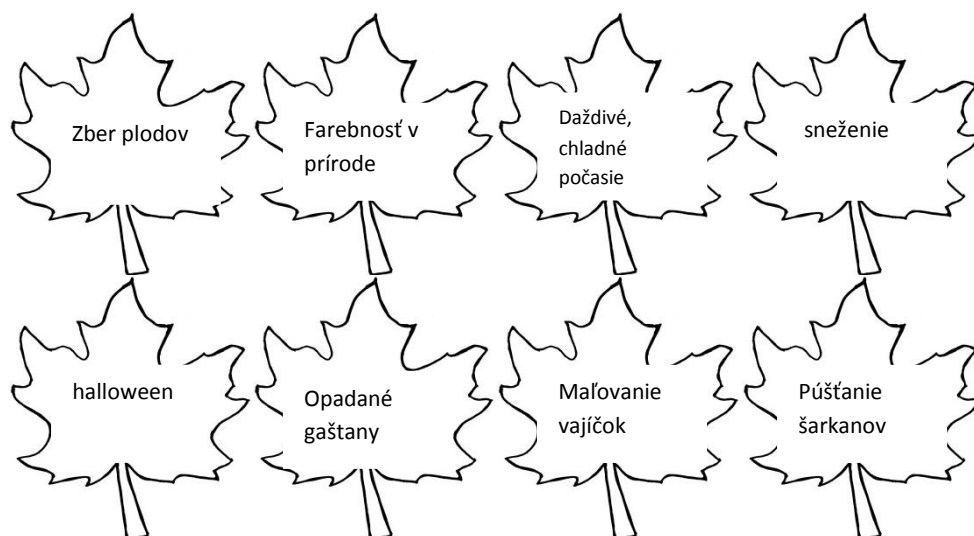 Zber plodov
Farebnosť v
prírode
Daždivé,
chladné
počasie
sneženie
halloween
Opadané
gaštany
Maľovanie
vajíčok
Púšťanie
šarkanov